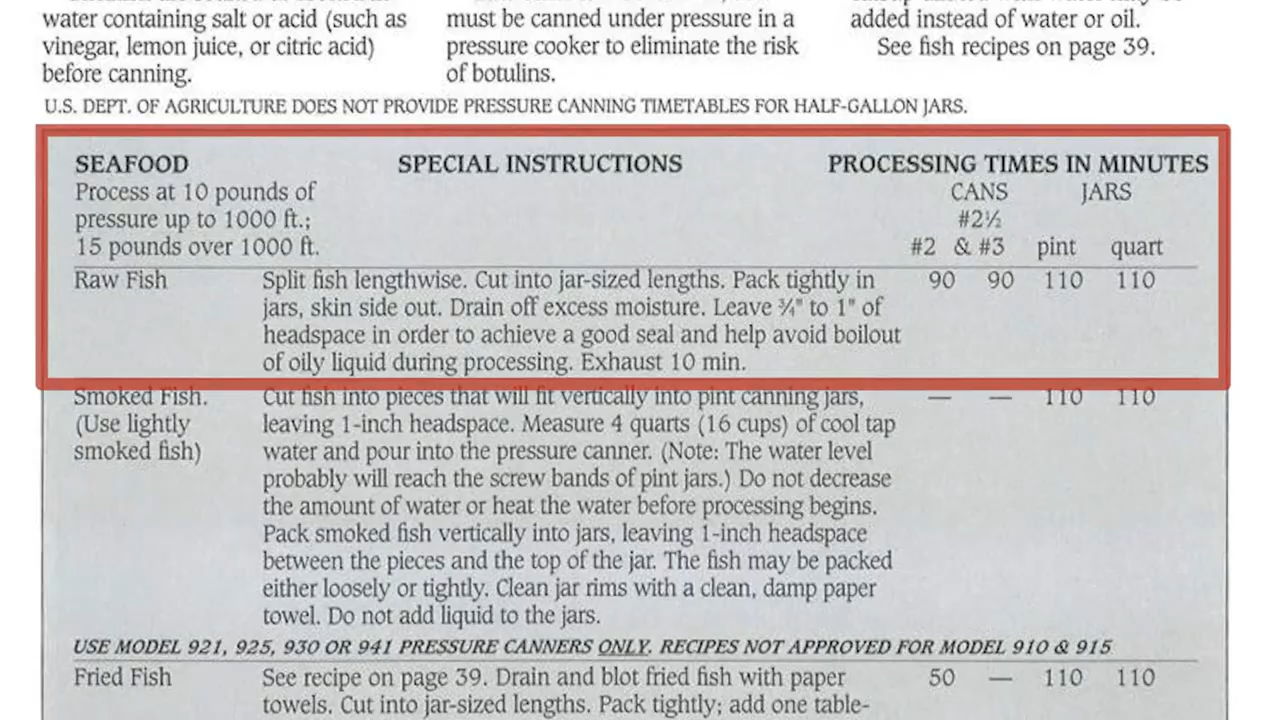 water containing salt or acid (such as
vinegar, lemon juice, or citric acid)
before canning.
must be canned under pressure in a
pressure cooker to eliminate the risk
of botulins.
added instead of water or oil.
See fish recipes on page 39.
U.S. DEPT. OF AGRICULTURE DOES NOT PROVIDE PRESSURE CANNING TIMETABLES FOR HALF-GALLON JARS.
SEAFOOD SPECIAL INSTRUCTIONS PROCESSING TIMES IN MINUTES
Process at 10 pounds of CANS JARS
pressure up to 1000 ft.; #2½
15 pounds over 1000 ft. #2 & #3 pint quart
Raw Fish Split fish lengthwise. Cut into jar-sized lengths. Pack tightly in 90 90 110 110
jars, skin side out. Drain off excess moisture. Leave ¾" to 1" of
headspace in order to achieve a good seal and help avoid boilout
of oily liquid during processing. Exhaust 10 min.
Smoked Fish. Cut fish into pieces that will fit vertically into pint canning jars, — — 110 110
(Use lightly leaving 1-inch headspace. Measure 4 quarts (16 cups) of cool tap
smoked fish) water and pour into the pressure canner. (Note: The water level
probably will reach the screw bands of pint jars.) Do not decrease
the amount of water or heat the water before processing begins.
Pack smoked fish vertically into jars, leaving 1-inch headspace
between the pieces and the top of the jar. The fish may be packed
either loosely or tightly. Clean jar rims with a clean, damp paper
towel. Do not add liquid to the jars.
USE MODEL 921, 925, 930 OR 941 PRESSURE CANNERS ONLY. RECIPES NOT APPROVED FOR MODEL 910 & 915
Fried Fish See recipe on page 39. Drain and blot fried fish with paper 50 — 110 110
towels. Cut into jar-sized lengths. Pack tightly; add one table-